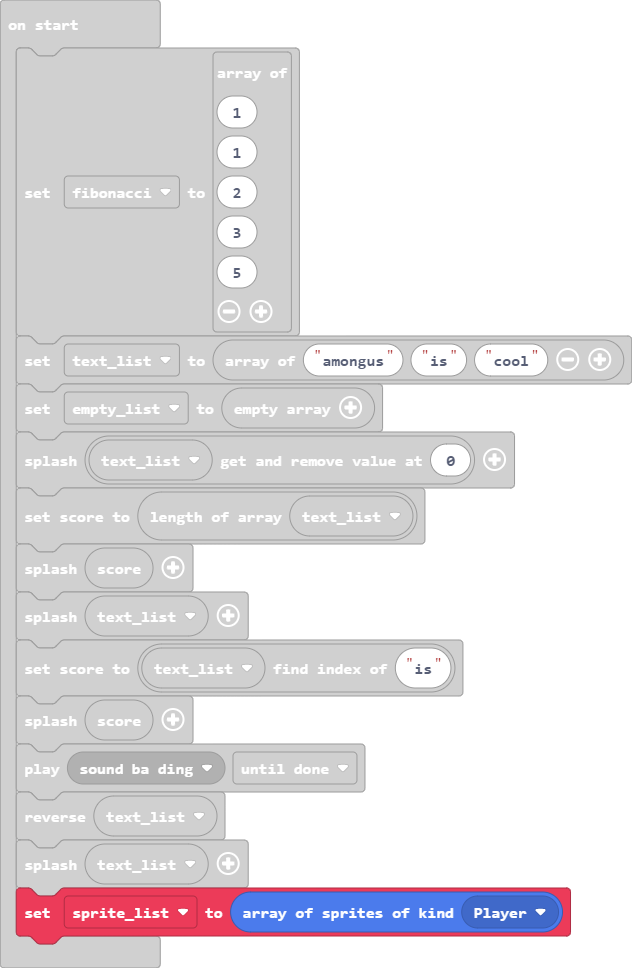 on start
array of
1
1
2
3
5
set fibonacci to
set text_list to array of "amongus" "is" "cool"
set empty_list to empty array
splash text_list get and remove value at 0
set score to length of array text_list
splash score
splash text_list
set score to text_list find index of "is"
splash score
play sound ba ding until done
reverse text_list
splash text_list
set sprite_list to array of sprites of kind Player